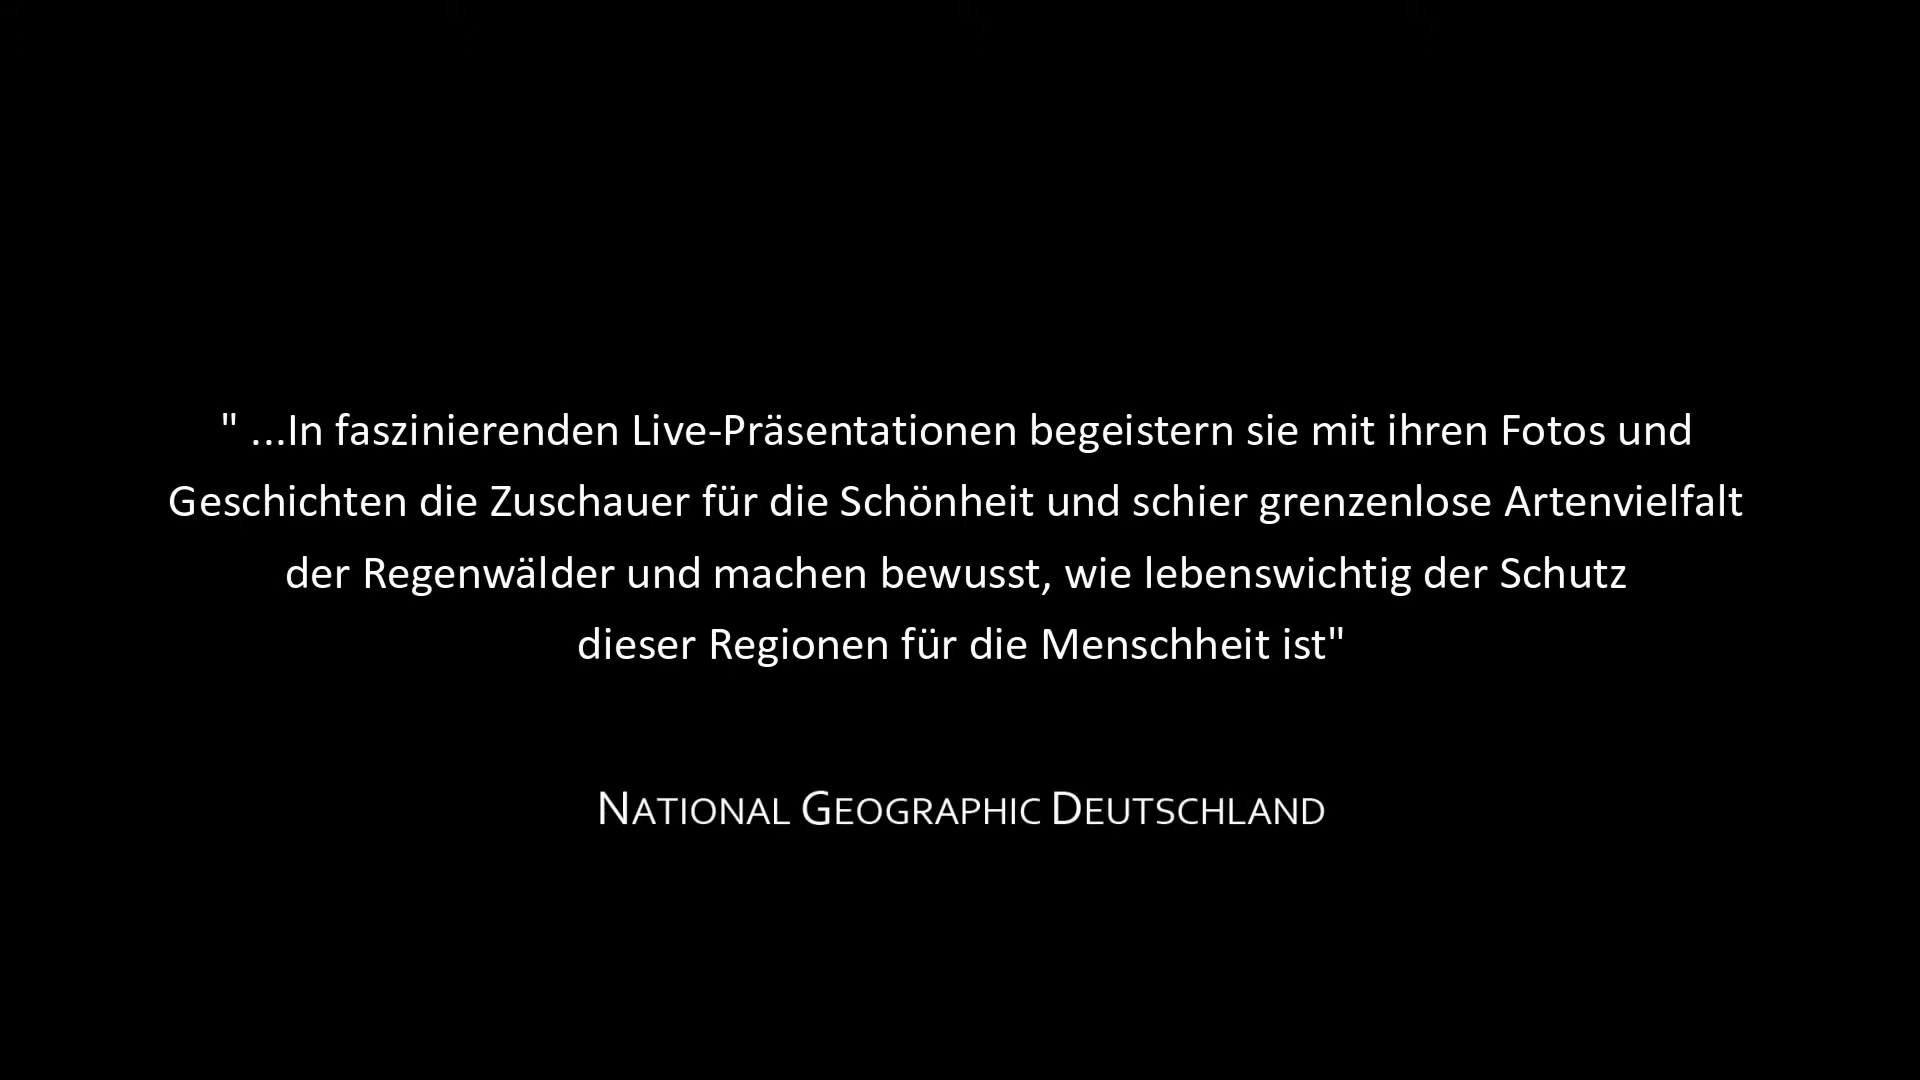 " ...In faszinierenden Live-Präsentationen begeistern sie mit ihren Fotos und
Geschichten die Zuschauer für die Schönheit und schier grenzenlose Artenvielfalt
der Regenwälder und machen bewusst, wie lebenswichtig der Schutz
dieser Regionen für die Menschheit ist"
NATIONAL GEOGRAPHIC DEUTSCHLAND